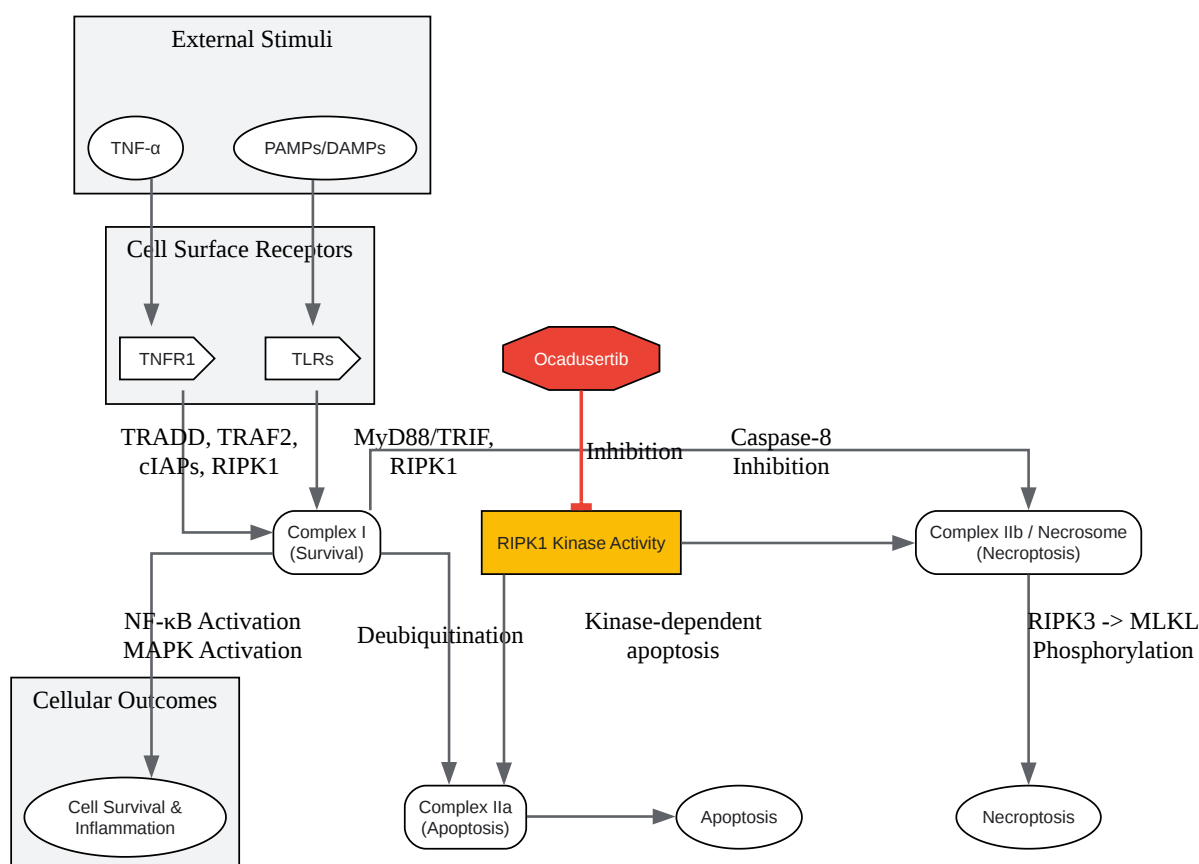 External Stimuli
TNF-α
PAMPs/DAMPs
Cell Surface Receptors
TNFR1
TLRs
Ocadusertib
TRADD, TRAF2,
cIAPs, RIPK1
MyD88/TRIF,
RIPK1
Inhibition
Caspase-8
Inhibition
Complex I
(Survival)
RIPK1 Kinase Activity
Complex IIb / Necrosome
(Necroptosis)
NF-κB Activation
MAPK Activation
Deubiquitination
Kinase-dependent
apoptosis
RIPK3 -> MLKL
Phosphorylation
Cellular Outcomes
Cell Survival &
Inflammation
Complex IIa
(Apoptosis)
Apoptosis
Necroptosis